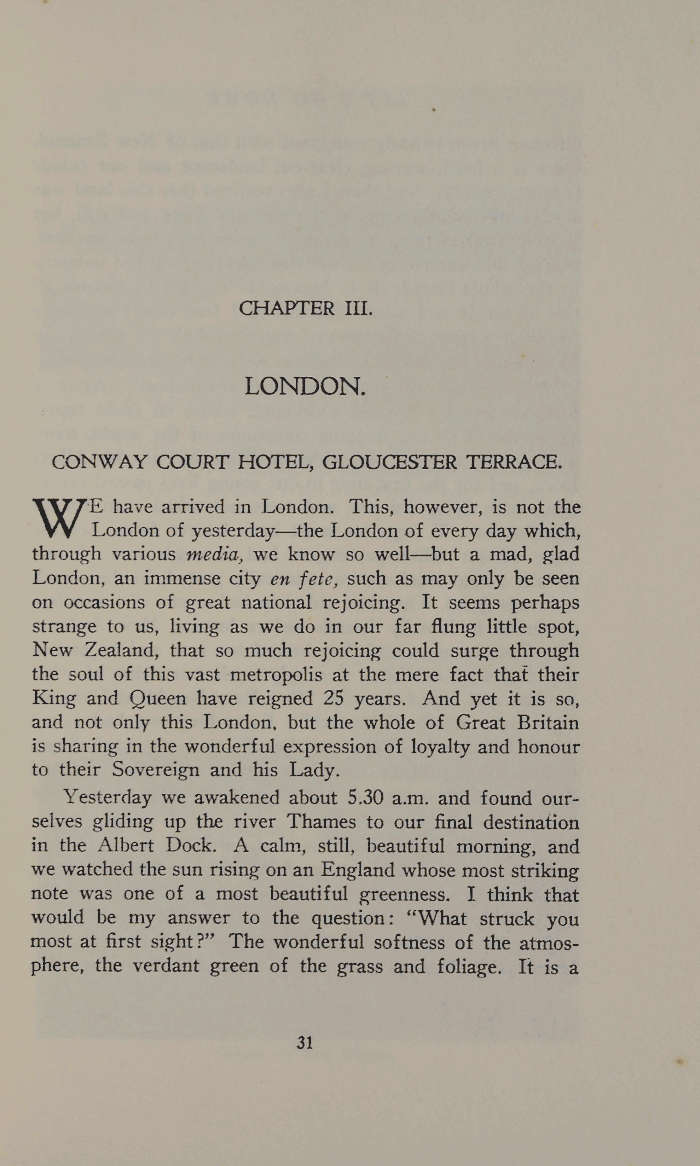 CHAPTER III.
LONDON.
CONWAY COURT HOTEL, GLOUCESTER TERRACE.
WE have arrived in London. This, however, is not the
London of yesterday—the London of every day which,
through various media, we know so well—but a mad, glad
London, an immense city en fete, such as may only be seen
on occasions of great national rejoicing. It seems perhaps
strange to us, living as we do in our far flung little spot,
New Zealand, that so much rejoicing could surge through
the soul of this vast metropolis at the mere fact that their
King and Queen have reigned 25 years. And yet it is so,
and not only this London, but the whole of Great Britain
is sharing in the wonderful expression of loyalty and honour
to their Sovereign and his Lady.
Yesterday we awakened about 5.30 a.m. and found our-
selves gliding up the river Thames to our final destination
in the Albert Dock. A calm, still, beautiful morning, and
we watched the sun rising on an England whose most striking
note was one of a most beautiful greenness. I think that
would be my answer to the question: “What struck you
most at first sight?” The wonderful softness of the atmos-
phere, the verdant green of the grass and foliage. It is a
31